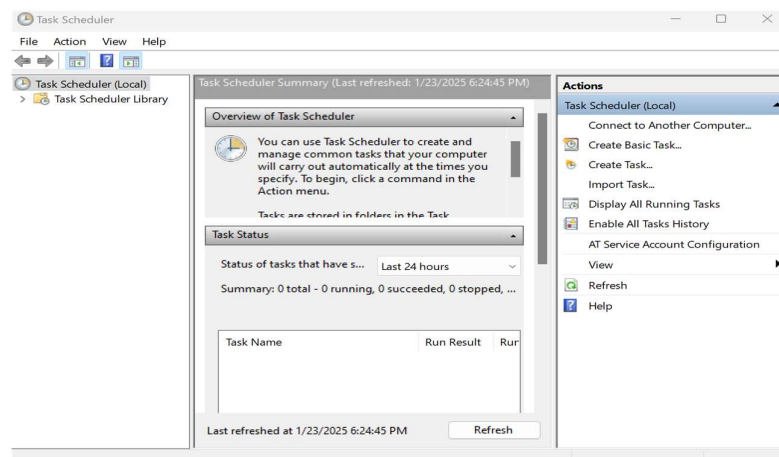 Task Scheduler
File Action View Help
Task Scheduler (Local)
Task Scheduler Library
Task Scheduler Summary (Last refreshed: 1/23/2025 6:24:45 PM)
Overview of Task Scheduler
You can use Task Scheduler to create and
manage common tasks that your computer
will carry out automatically at the times you
specify. To begin, click a command in the
Action menu.
Tasks are stored in folders in the Task
Task Status
Status of tasks that have s... Last 24 hours
Summary: 0 total - 0 running, 0 succeeded, 0 stopped, ...
Task Name Run Result Run
Last refreshed at 1/23/2025 6:24:45 PM Refresh
Actions
Task Scheduler (Local)
Connect to Another Computer...
Create Basic Task...
Create Task...
Import Task...
Display All Running Tasks
Enable All Tasks History
AT Service Account Configuration
View
Refresh
Help